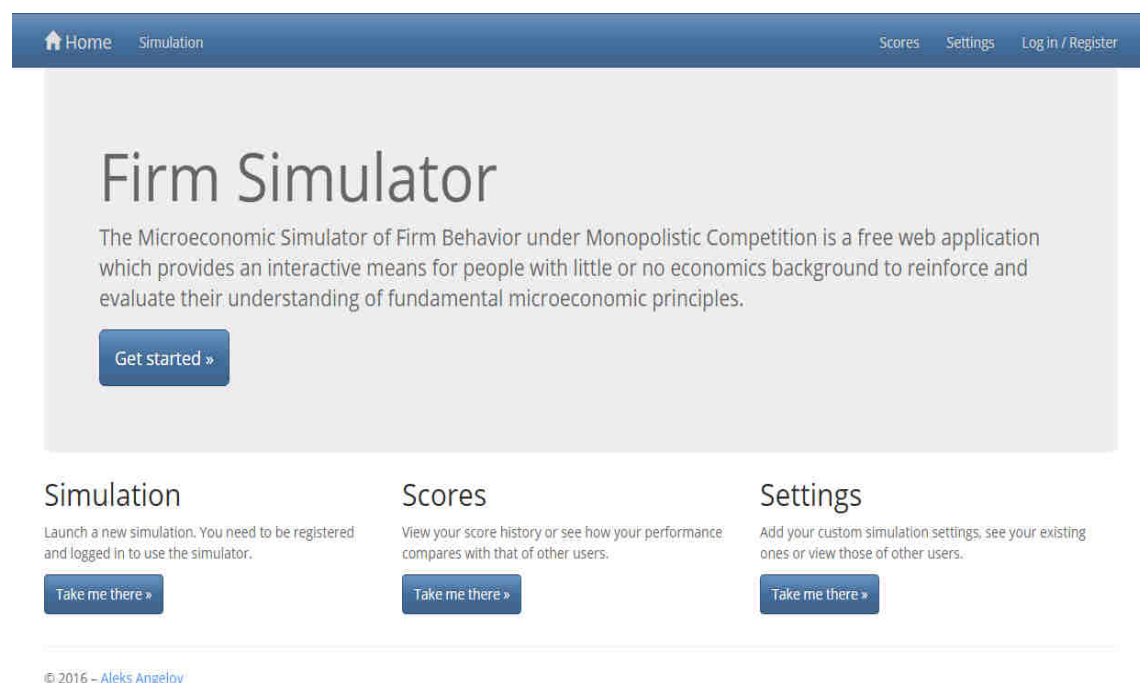 Home Simulation Scores Settings Log in / Register
Firm Simulator
The Microeconomic Simulator of Firm Behavior under Monopolistic Competition is a free web application
which provides an interactive means for people with little or no economics background to reinforce and
evaluate their understanding of fundamental microeconomic principles.
Get started »
Simulation
Launch a new simulation. You need to be registered
and logged in to use the simulator.
Take me there »
Scores
View your score history or see how your performance
compares with that of other users.
Take me there »
Settings
Add your custom simulation settings, see your existing
ones or view those of other users.
Take me there »
© 2016 – Aleks Angelov